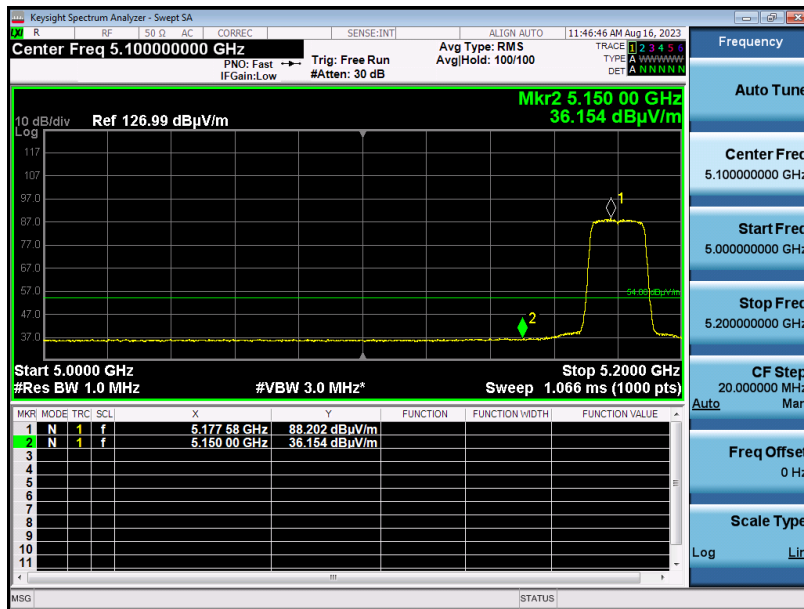 Keysight Spectrum Analyzer - Swept SA
LXI R RF 50 Ω AC CORREC SENSE:INT ALIGN AUTO 11:46:46 AM Aug 16, 2023
Center Freq 5.100000000 GHz
PNO: Fast
IFGain:Low
Trig: Free Run
#Atten: 30 dB
Avg Type: RMS
Avg|Hold: 100/100
TRACE 1 2 3 4 5 6
TYPE A WWWWW
DET A N N N N N
Mkr2 5.150 00 GHz
36.154 dBµV/m
10 dB/div Ref 126.99 dBµV/m
Log
117
107
97.0
87.0
77.0
67.0
57.0
47.0
37.0
1
54.00 dBµV/m
2
Start 5.0000 GHz Stop 5.2000 GHz
#Res BW 1.0 MHz #VBW 3.0 MHz* Sweep 1.066 ms (1000 pts)
MKR MODE TRC SCL X Y FUNCTION FUNCTION WIDTH FUNCTION VALUE
1 N 1 f 5.177 58 GHz 88.202 dBµV/m
2 N 1 f 5.150 00 GHz 36.154 dBµV/m
3
4
5
6
7
8
9
10
11
MSG STATUS
Frequency
Auto Tune
Center Freq
5.100000000 GHz
Start Freq
5.000000000 GHz
Stop Freq
5.200000000 GHz
CF Step
20.000000 MHz
Auto Man
Freq Offset
0 Hz
Scale Type
Log Lin